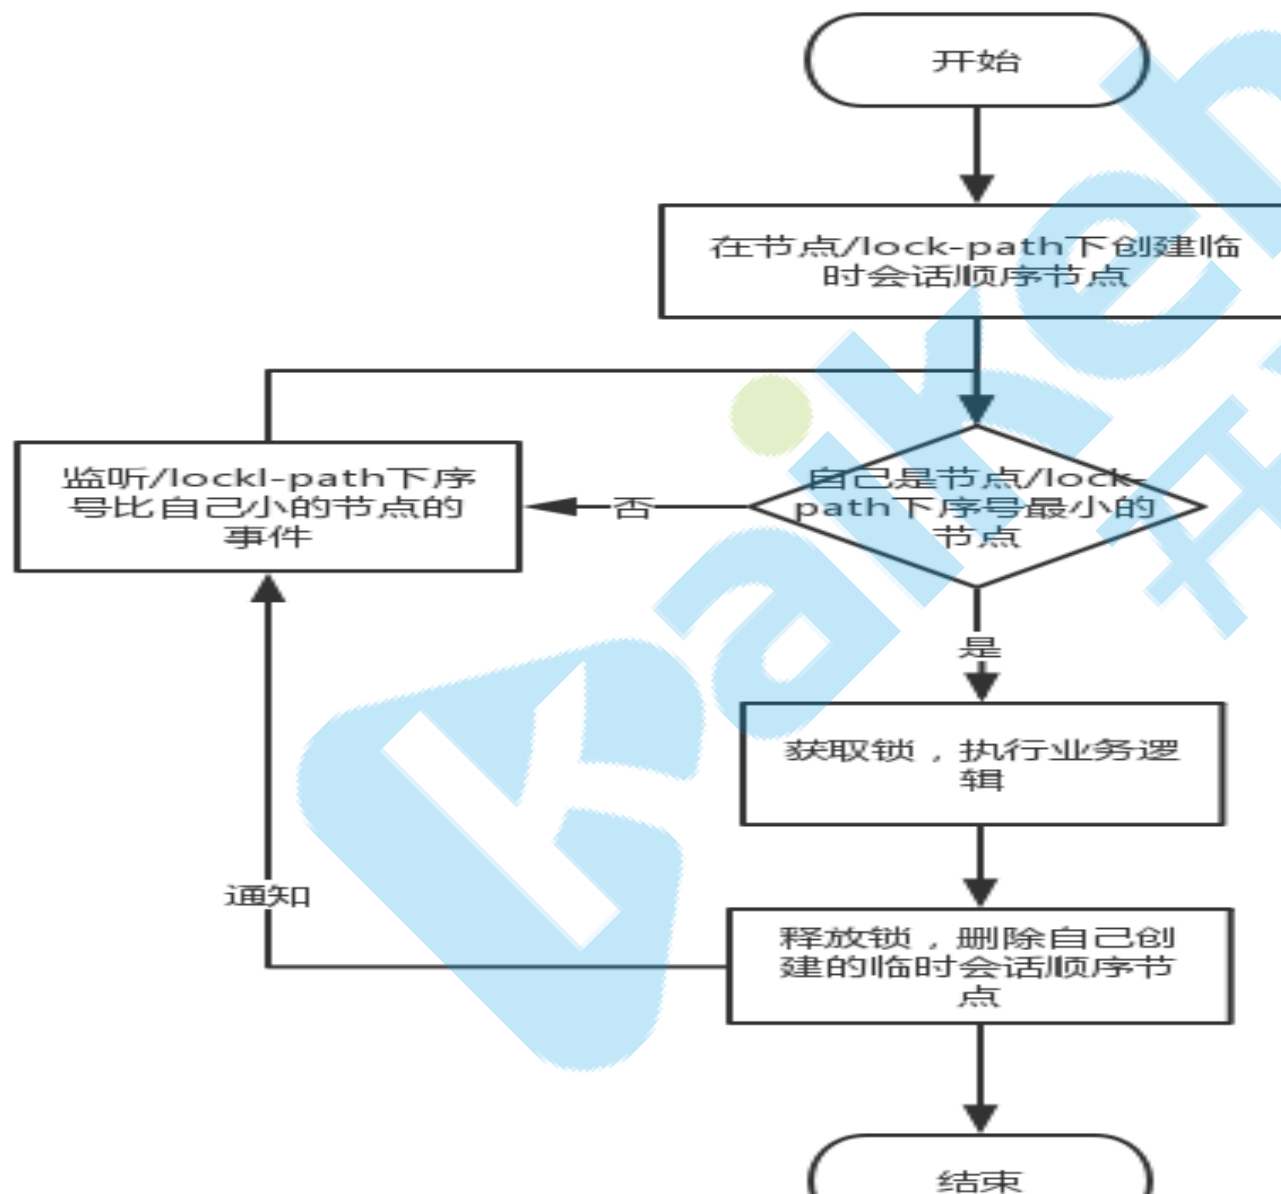 开始
在节点/lock-path下创建临
时会话顺序节点
自己是节点/lock-
path下序号最小的
节点
否
监听/lockl-path下序
号比自己小的节点的
事件
是
获取锁，执行业务逻
辑
通知
释放锁，删除自己创
建的临时会话顺序节
点
结束